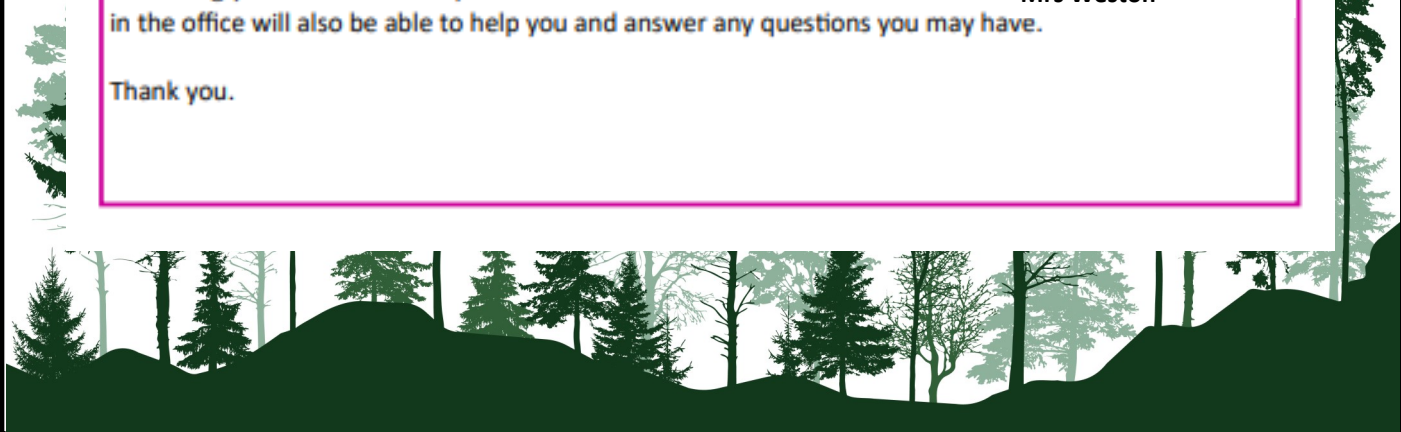 Mrs Weston
in the office will also be able to help you and answer any questions you may have.
Thank you.